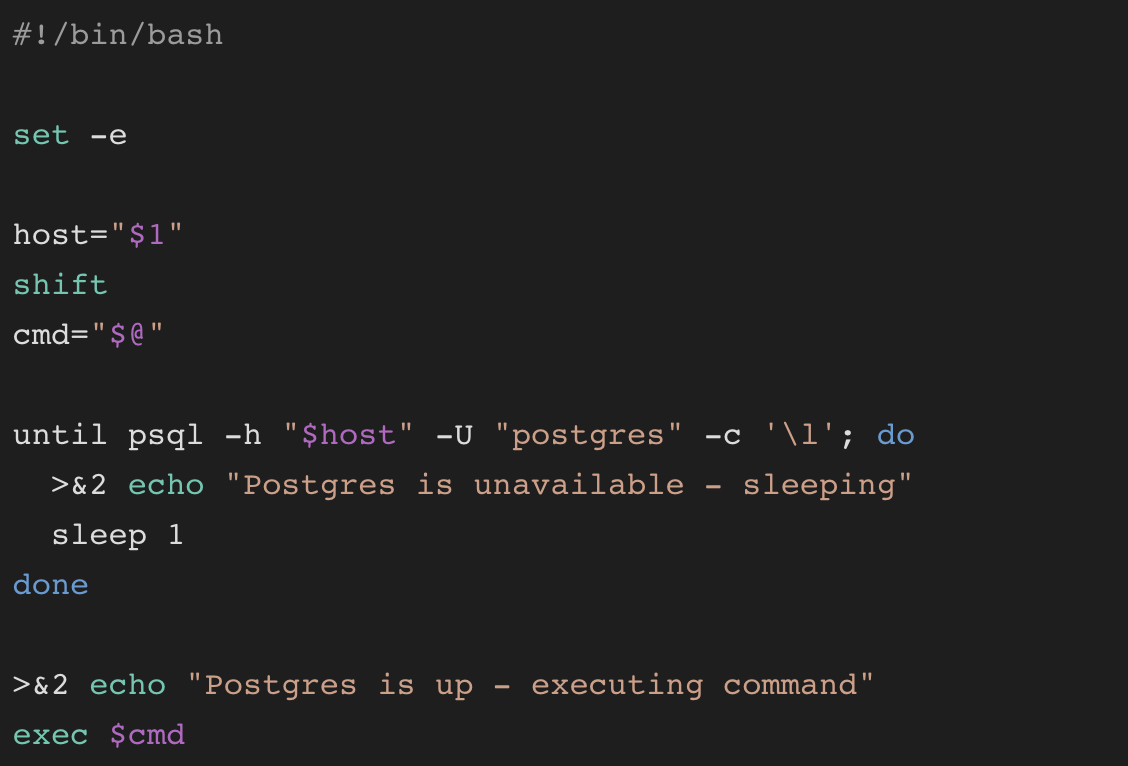 #!/bin/bash
set -e
host="$1"
shift
cmd="$@"
until psql -h "$host" -U "postgres" -c '\l'; do
  >&2 echo "Postgres is unavailable - sleeping"
  sleep 1
done
>&2 echo "Postgres is up - executing command"
exec $cmd